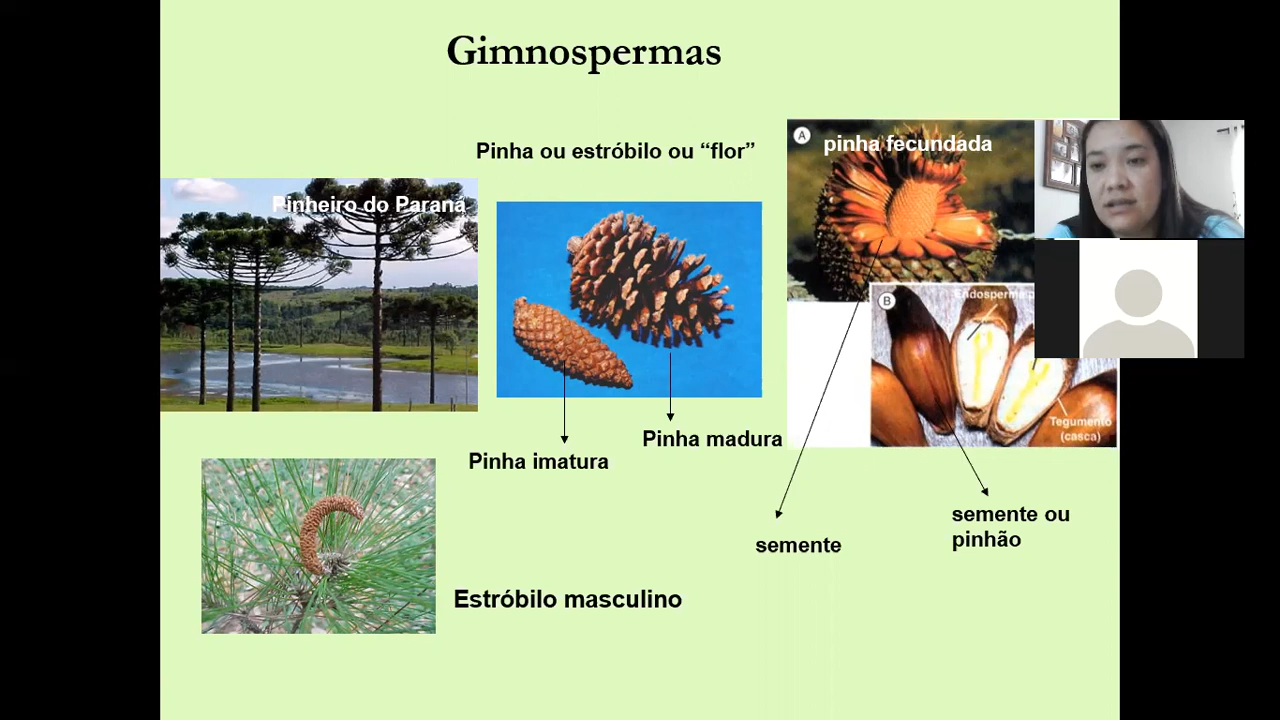 Gimnospermas
Pinha ou estróbilo ou “flor”
A
pinha fecundada
Pinheiro do Paraná
B
Endosperma
Tegumento
(casca)
Pinha madura
Pinha imatura
semente ou
pinhão
semente
Estróbilo masculino